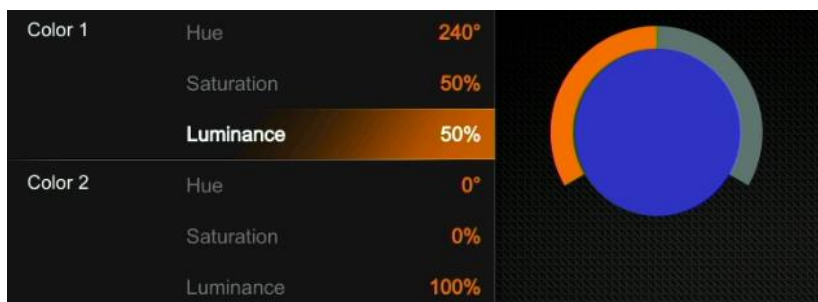 Color 1 Hue 240°
Saturation 50%
Luminance 50%
Color 2 Hue 0°
Saturation 0%
Luminance 100%